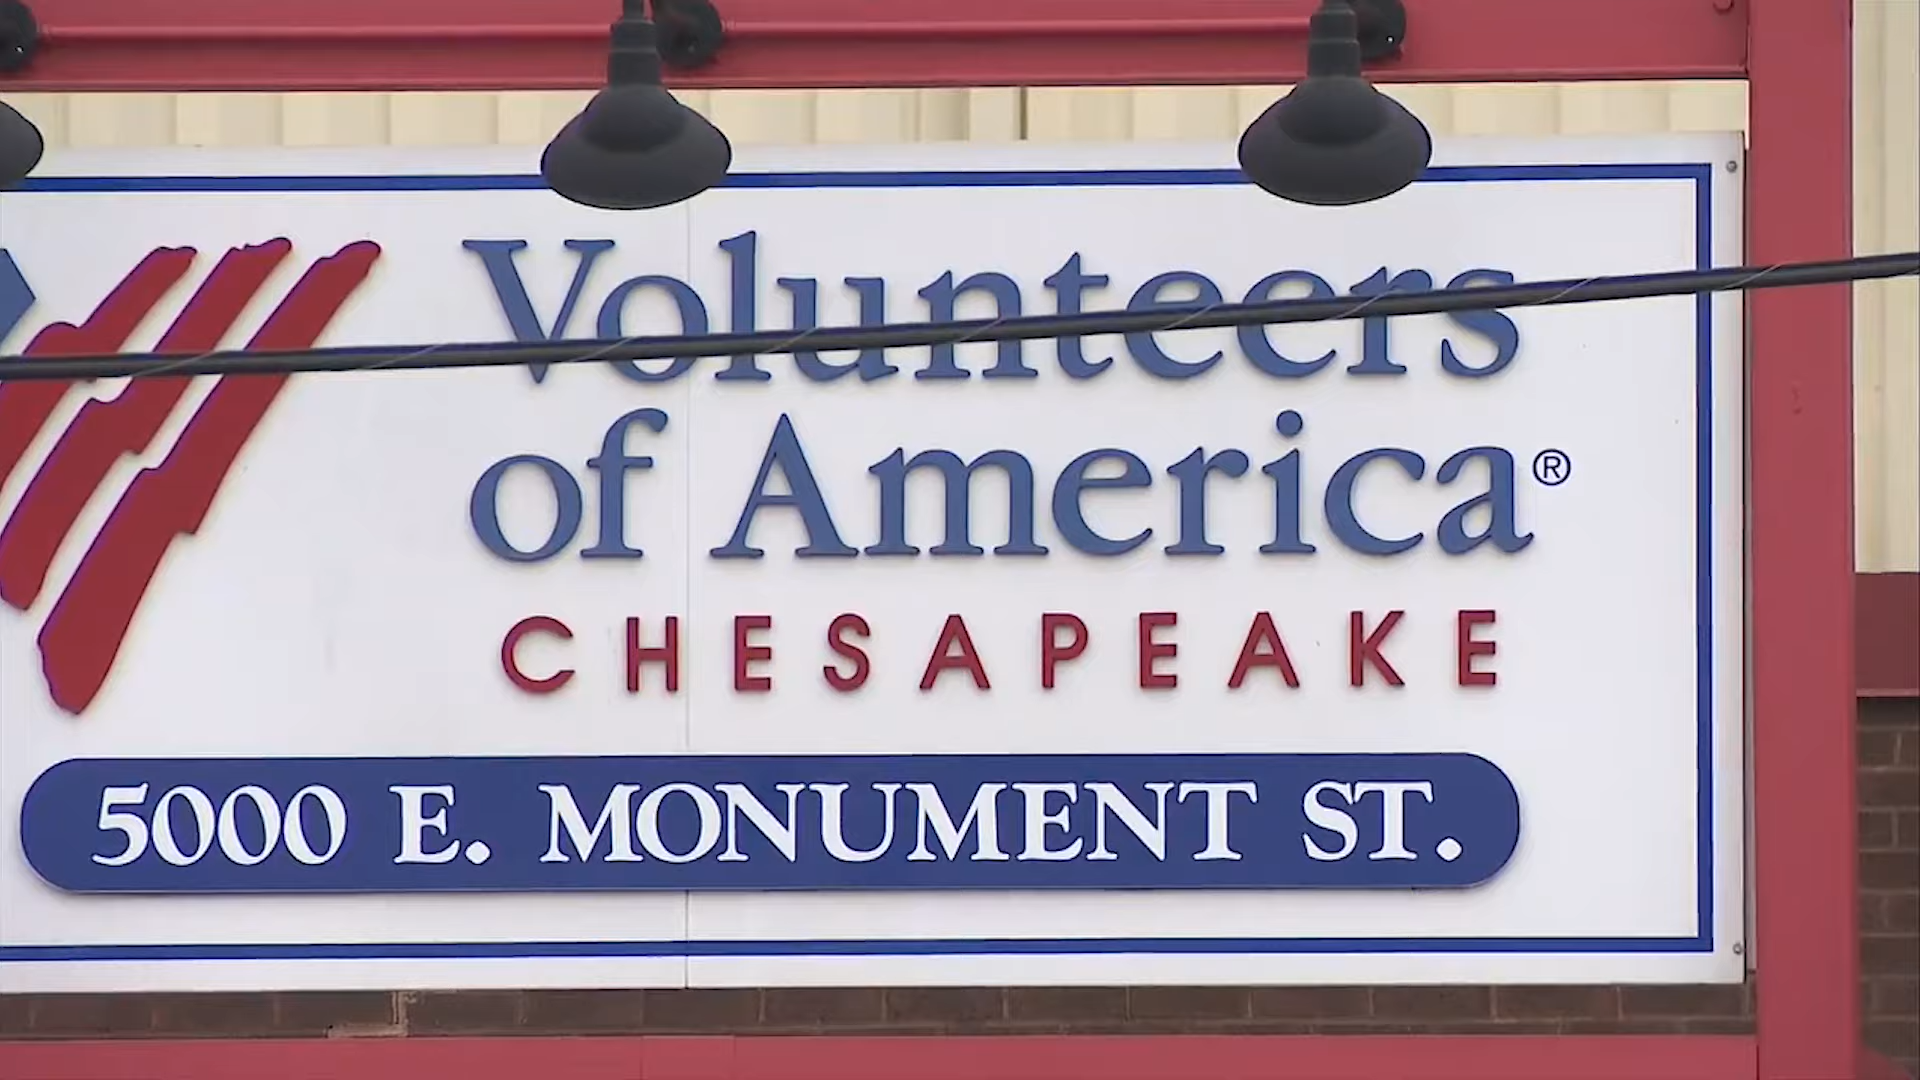 Volunteers
of America®
CHESAPEAKE
5000 E. MONUMENT ST.